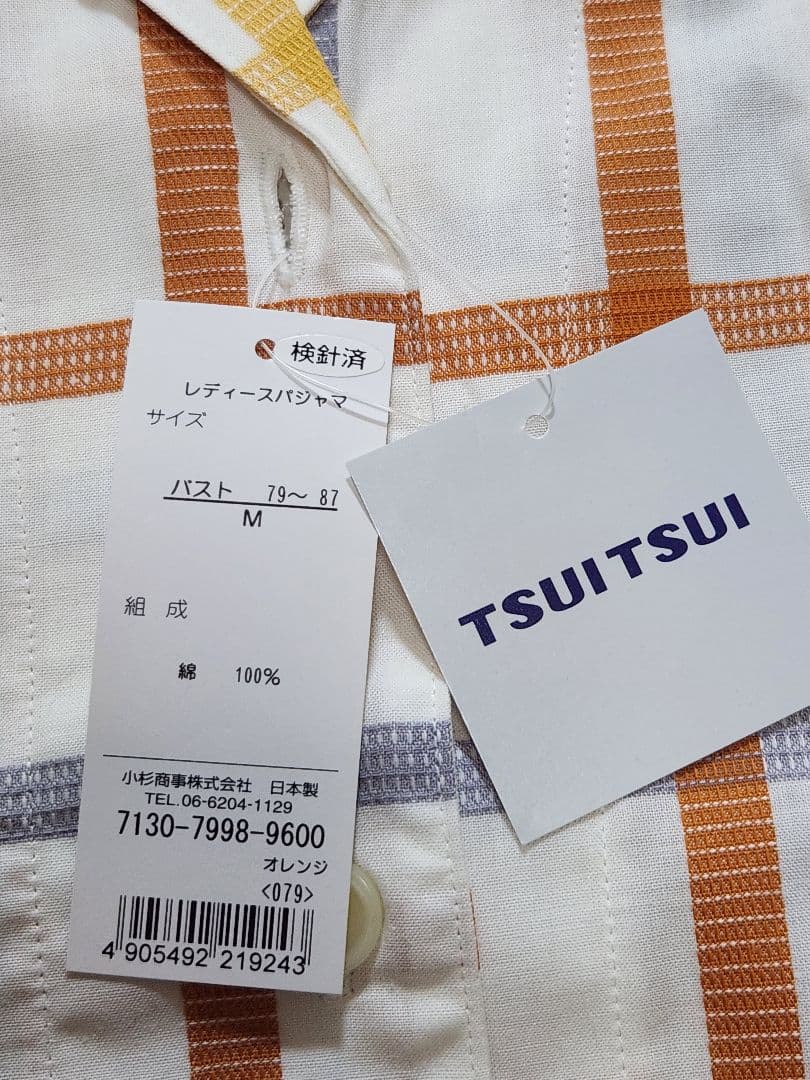 検針済
レディースパジャマ
サイズ
バスト 79〜 87
M
組 成
綿 100%
小杉商事株式会社 日本製
TEL.06-6204-1129
7130-7998-9600
オレンジ
<079>
4 905492 219243
TSUITSUI